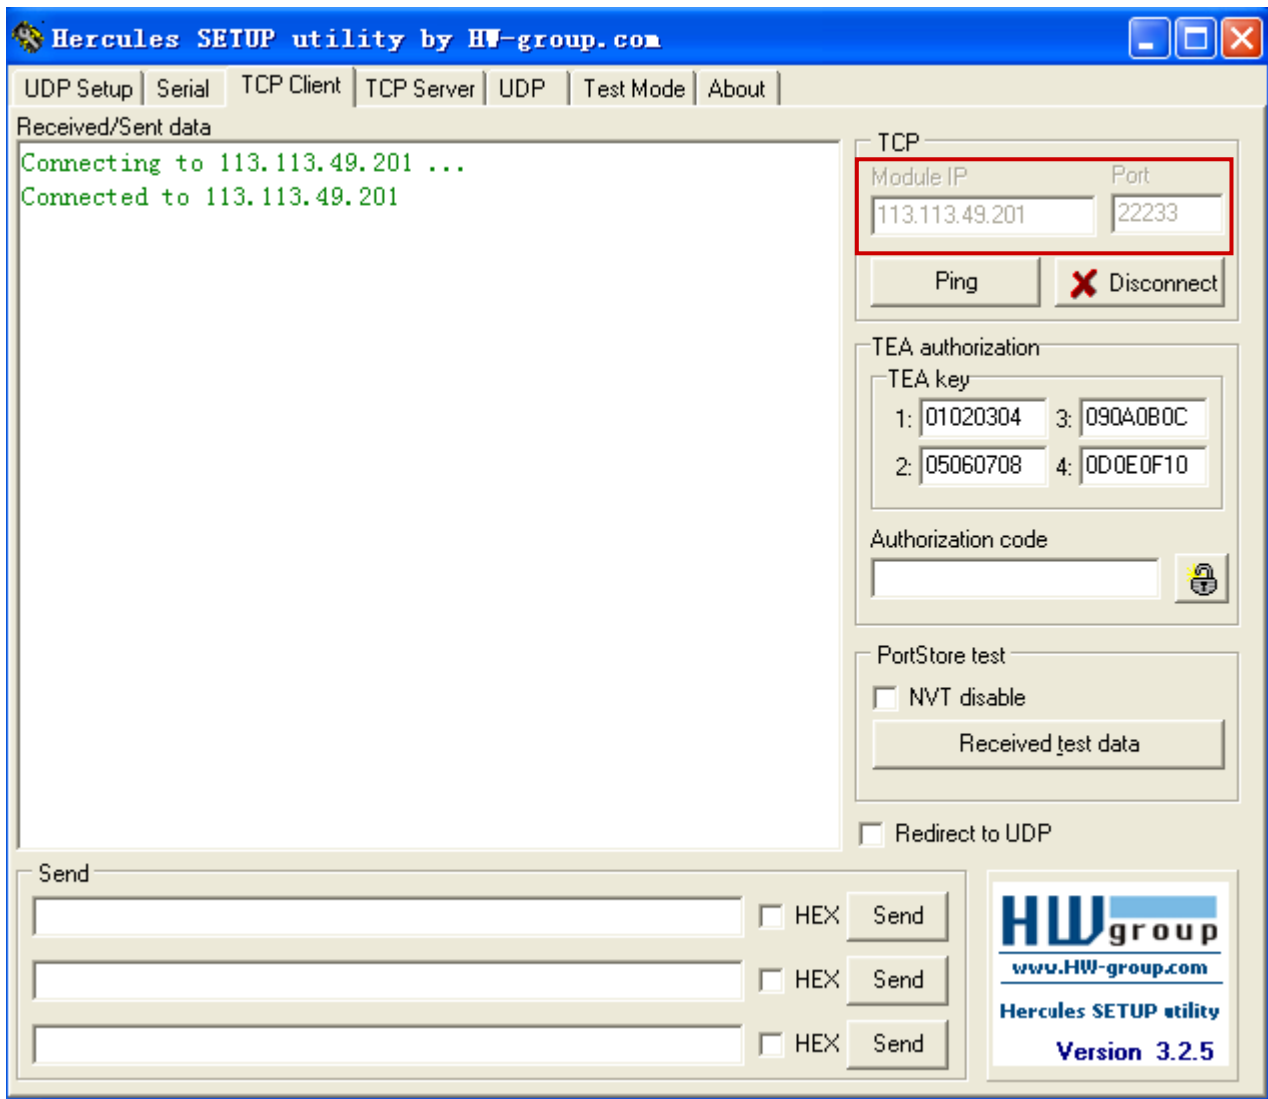 Hercules SETUP utility by HW-group.com
UDP Setup Serial TCP Client TCP Server UDP Test Mode About
Received/Sent data
Connecting to 113.113.49.201 ...
Connected to 113.113.49.201
TCP
Module IP Port
113.113.49.201 22233
Ping Disconnect
TEA authorization
TEA key
1: 01020304 3: 090A0B0C
2: 05060708 4: 0D0E0F10
Authorization code
PortStore test
NVT disable
Received test data
Redirect to UDP
Send
HEX Send
HEX Send
HEX Send
HW group
www.HW-group.com
Hercules SETUP utility
Version 3.2.5